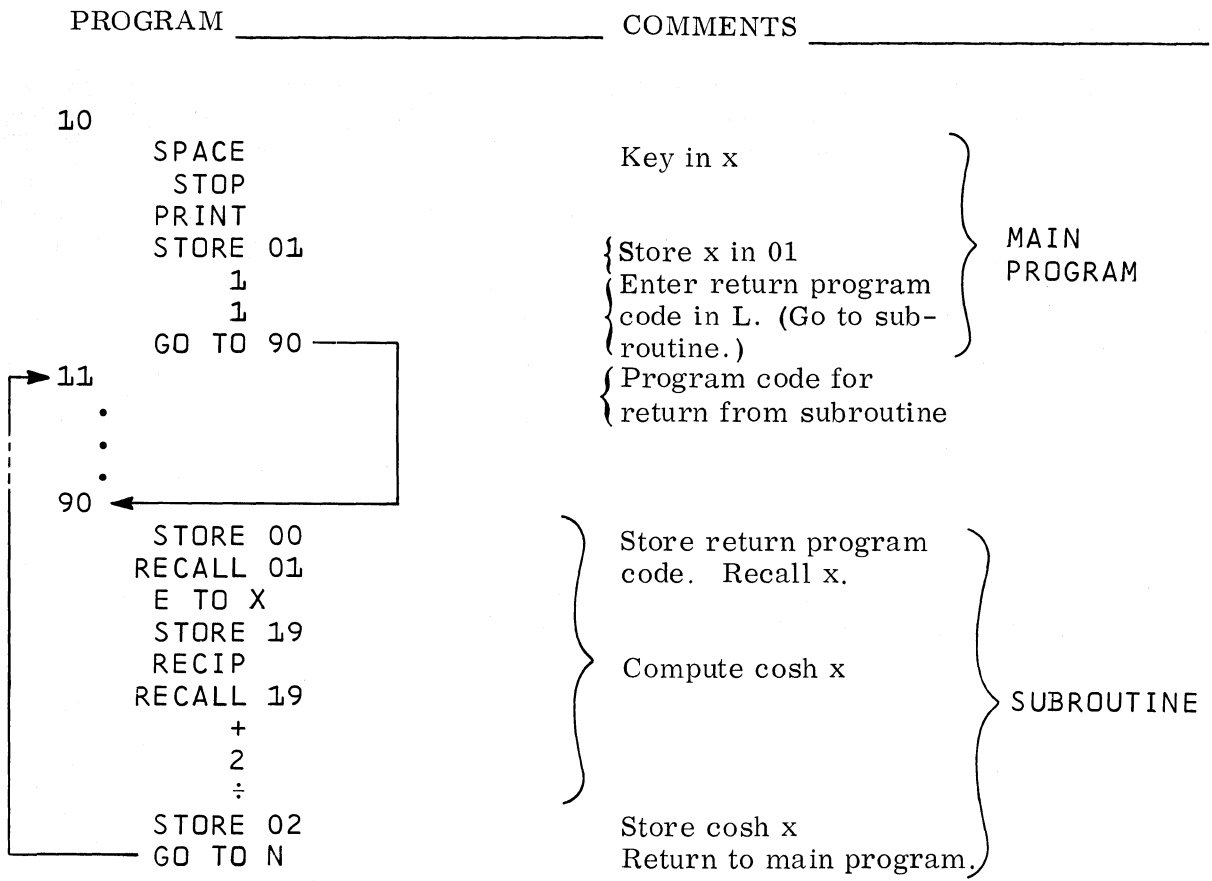 PROGRAM COMMENTS
10
SPACE Key in x
STOP
PRINT
STORE 01 {Store x in 01
1 Enter return program
1 code in L. (Go to sub-
GO TO 90 routine.)
MAIN
PROGRAM
11 Program code for
return from subroutine
90
STORE 00 Store return program
RECALL 01 code. Recall x.
E TO X
STORE 19
RECIP Compute cosh x
RECALL 19
+
2
÷
STORE 02 Store cosh x
GO TO N Return to main program.
SUBROUTINE